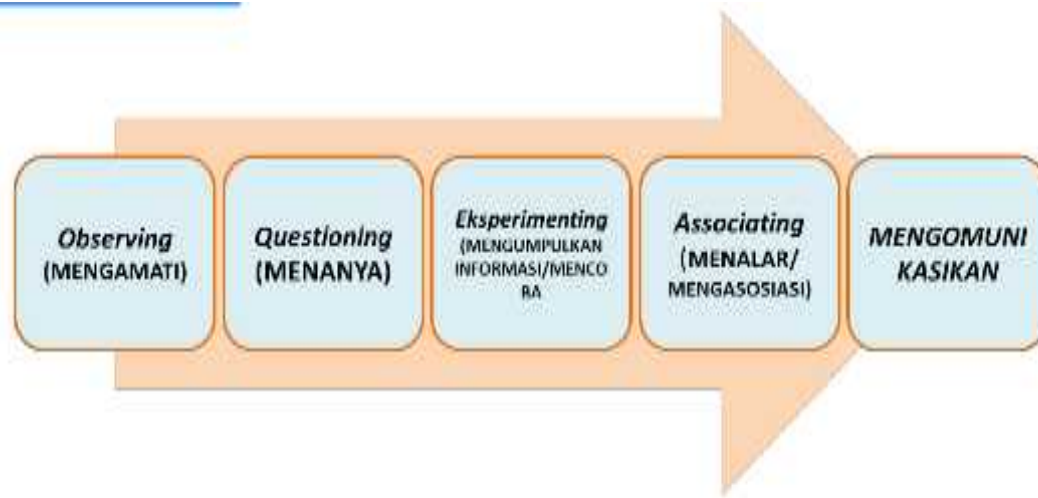 Observing
(MENGAMATI)
Questioning
(MENANYA)
Eksperimenting
(MENGUMPULKAN
INFORMASI/MENCO
RA
Associating
(MENALAR/
MENGASOSIASI)
MENGOMUNI
KASIKAN